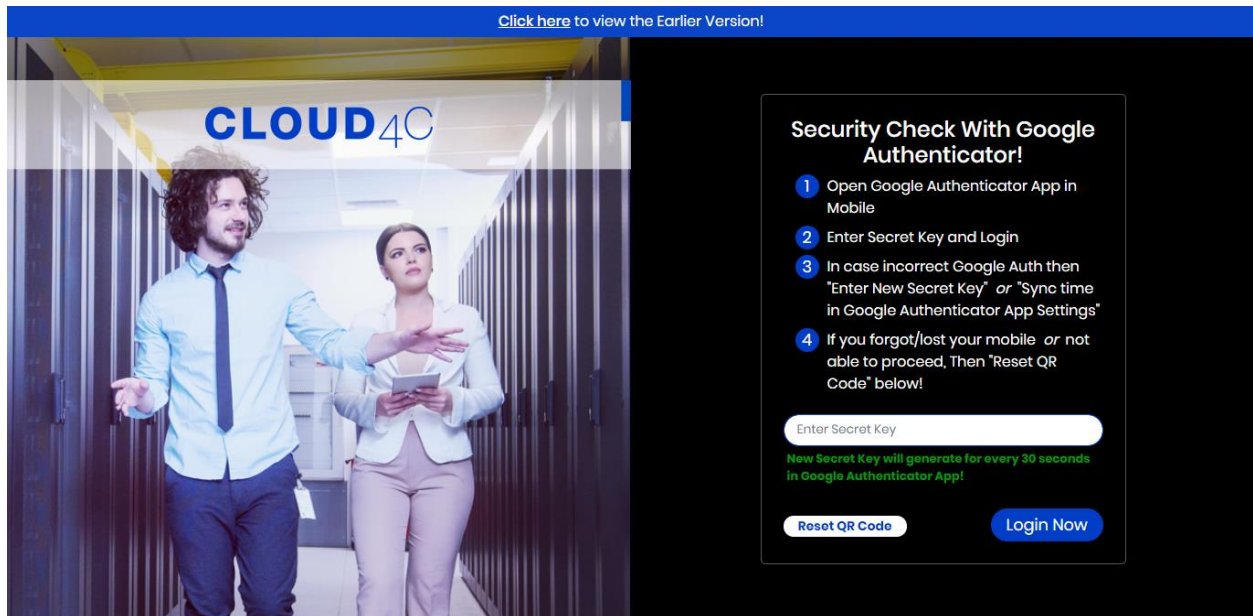 Click here to view the Earlier Version!
CLOUD4C
Security Check With Google
Authenticator!
1 Open Google Authenticator App in
Mobile
2 Enter Secret Key and Login
3 In case incorrect Google Auth then
"Enter New Secret Key" or "Sync time
in Google Authenticator App Settings"
4 If you forgot/lost your mobile or not
able to proceed, Then "Reset QR
Code" below!
Enter Secret Key
New Secret Key will generate for every 30 seconds
in Google Authenticator App!
Reset QR Code
Login Now